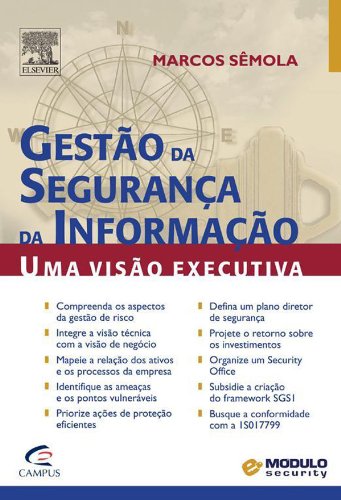 ELSEVIER
MARCOS SÊMOLA
N
GESTÃO DA
SEGURANÇA
DA INFORMAÇÃO
UMA VISÃO EXECUTIVA
Compreenda os aspectos
da gestão de risco
Integre a visão técnica
com a visão de negócio
Mapeie a relação dos ativos
e os processos da empresa
Identifique as ameaças
e os pontos vulneráveis
Priorize ações de proteção
eficientes
Defina um plano diretor
de segurança
Projete o retorno sobre
os investimentos
Organize um Security
Office
Subsidie a criação
do framework SGS1
Busque a conformidade
com a 1S017799
CAMPUS
e MODULO
security